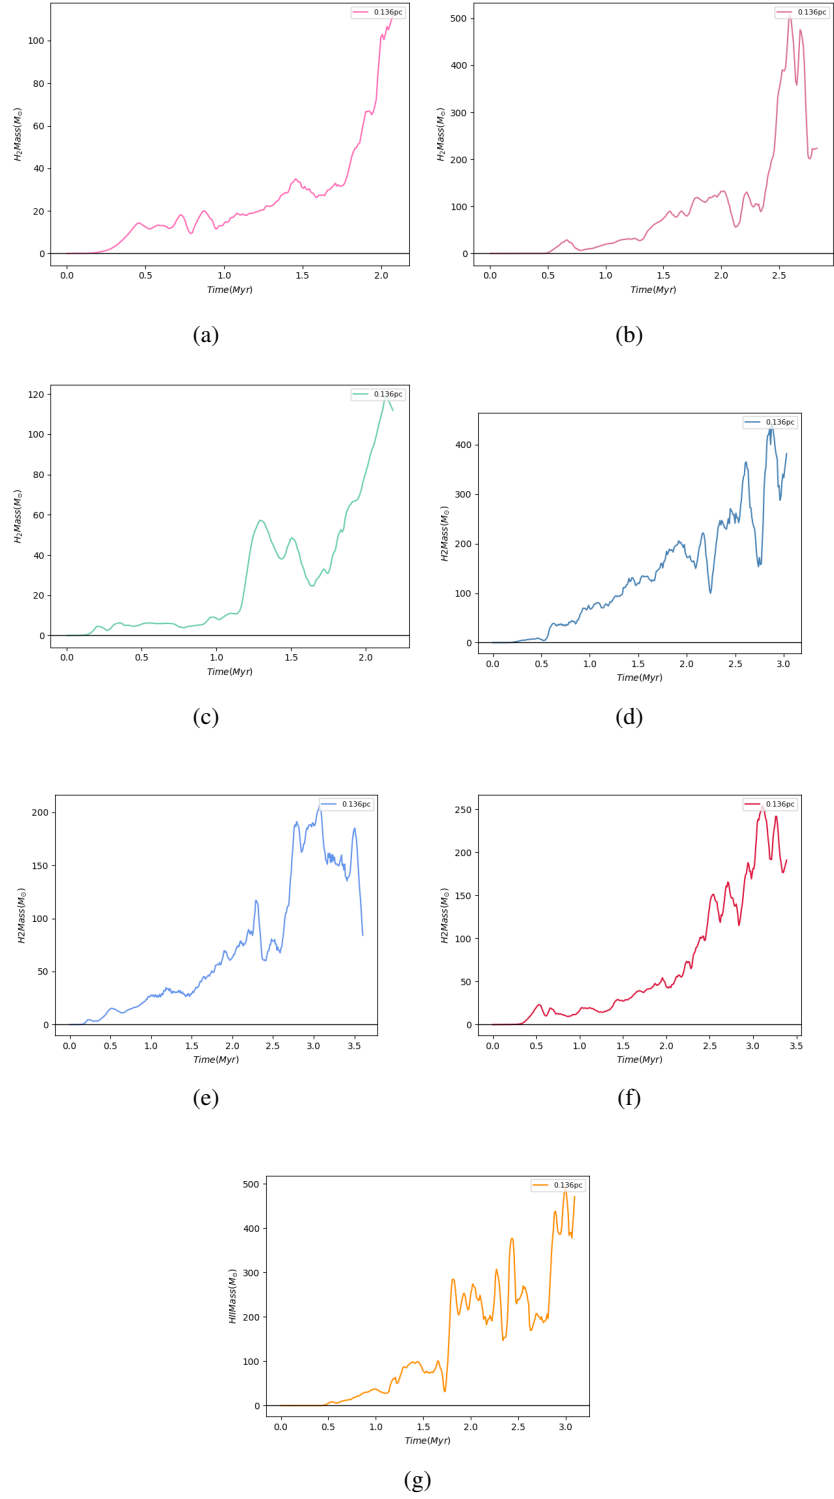 0.136pc
100
80
60
40
20
0
H₂Mass(M☉)
0.0 0.5 1.0 1.5 2.0
Time(Myr)
(a)
0.136pc
500
400
300
200
100
0
H₂Mass(M☉)
0.0 0.5 1.0 1.5 2.0 2.5
Time(Myr)
(b)
0.136pc
120
100
80
60
40
20
0
H₂Mass(M☉)
0.0 0.5 1.0 1.5 2.0
Time(Myr)
(c)
0.136pc
400
300
200
100
0
H2Mass(M☉)
0.0 0.5 1.0 1.5 2.0 2.5 3.0
Time(Myr)
(d)
0.136pc
200
150
100
50
0
H2Mass(M☉)
0.0 0.5 1.0 1.5 2.0 2.5 3.0 3.5
Time(Myr)
(e)
0.136pc
250
200
150
100
50
0
H2Mass(M☉)
0.0 0.5 1.0 1.5 2.0 2.5 3.0 3.5
Time(Myr)
(f)
0.136pc
500
400
300
200
100
0
HIIMass(M☉)
0.0 0.5 1.0 1.5 2.0 2.5 3.0
Time(Myr)
(g)